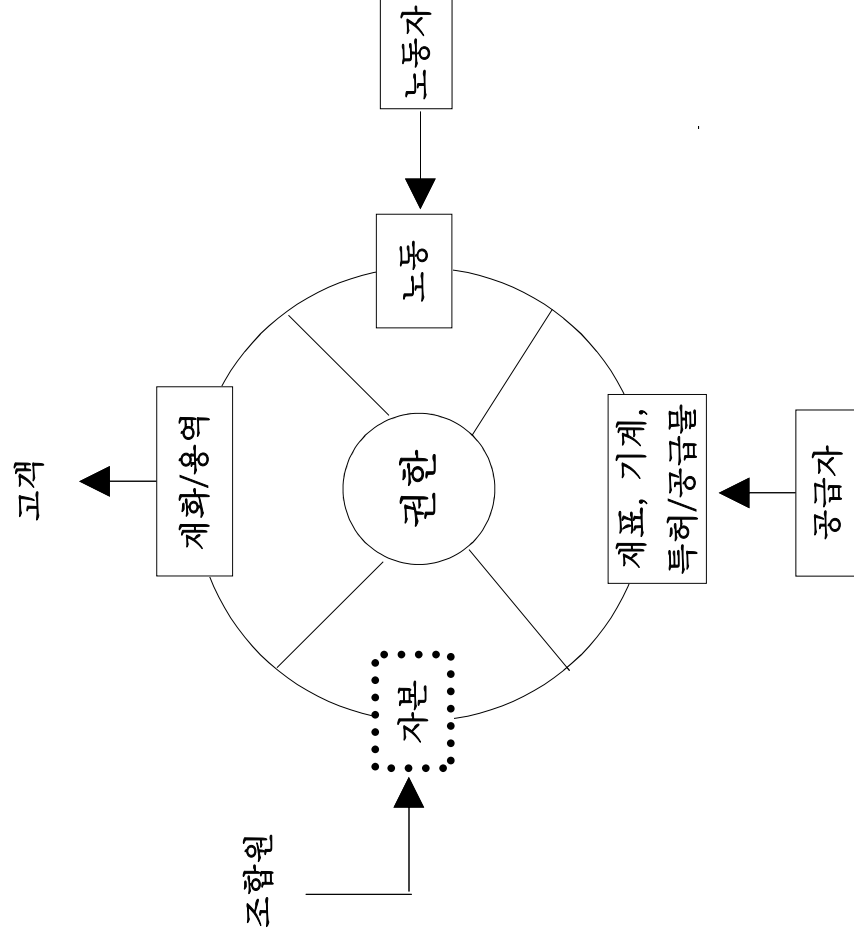 고객
재화/용역
조합원
자본
권한
노동
노동자
재표, 기계,
특허/공급물
공급자